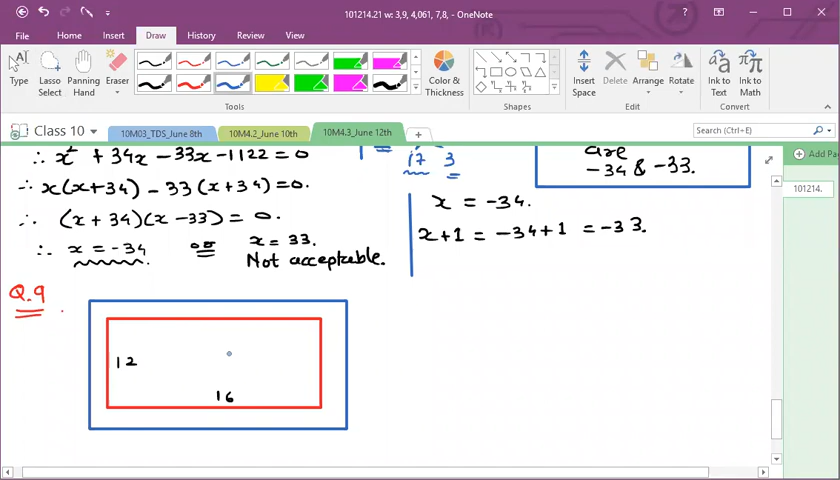 101214.21 w: 3,9, 4,061, 7,8, - OneNote
File Home Insert Draw History View
Type
Lasso Select
Panning Hand
Eraser
Tools
Color & Thickness
Shapes
Insert Space
Delete
Arrange
Rotate
Edit
Ink to Text
Ink to Math
Convert
Class 10
10M03_TDS_June 8th
10M4.2_June 10th
10M4.3_June 12th
+
Search (Ctrl+E)
Add Pa
101214.
∴ x² + 34x - 33x - 1122 = 0
∴ x(x+34) - 33(x+34) = 0.
∴ (x+34)(x-33) = 0.
∴ x = -34 or x = 33.
Not acceptable.
17 3
are
-34 & -33.
x = -34.
x+1 = -34+1 = -33.
Q.9
12
16